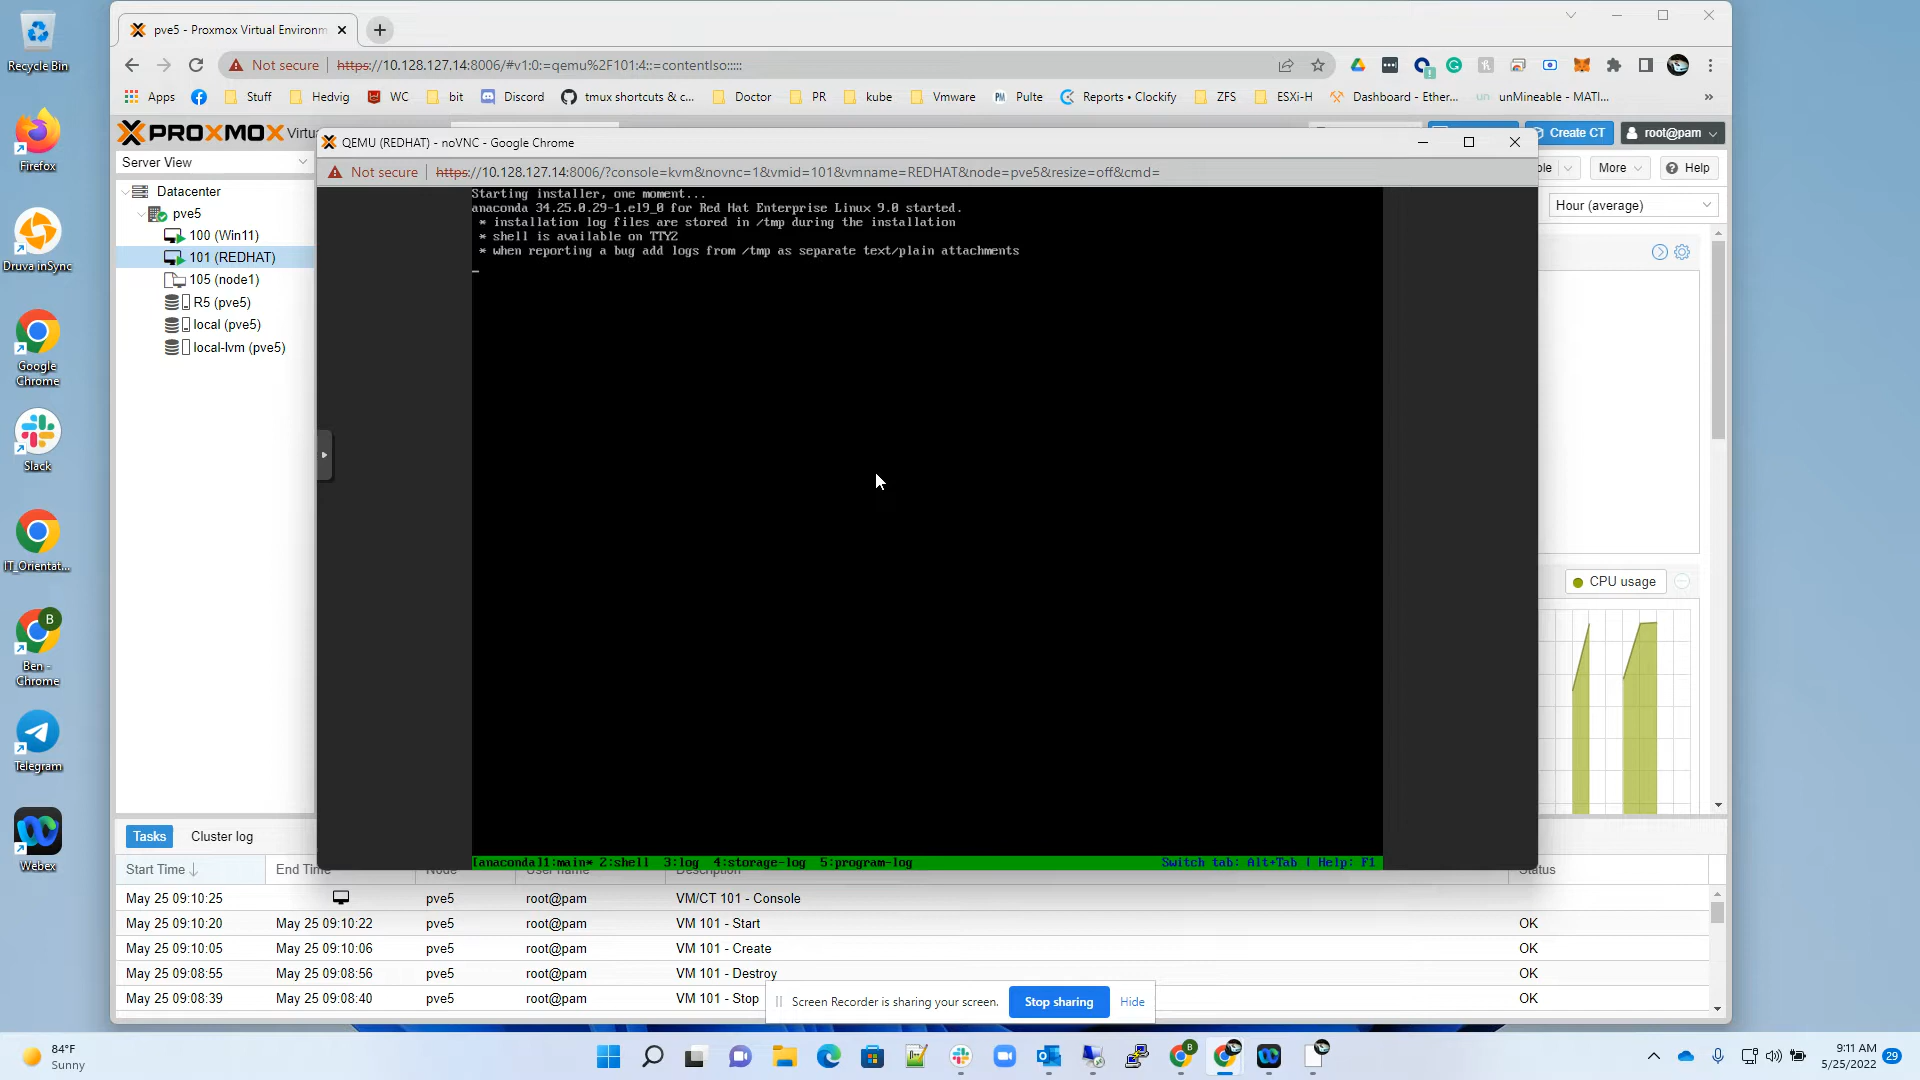 pve5 - Proxmox Virtual Environm
Not secure
https://10.128.127.14:8006/#v1:0:=qemu%2F101:4::=contentIso:::::
Apps
Stuff
Hedvig
WC
bit
Discord
tmux shortcuts & c...
Doctor
PR
kube
Vmware
Pulte
Reports • Clockify
ZFS
ESXi-H
Dashboard - Ether...
unMineable - MATI...
»
PROXMOX Virtu
Create CT
root@pam
Server View
More
Help
Hour (average)
Datacenter
pve5
100 (Win11)
101 (REDHAT)
105 (node1)
R5 (pve5)
local (pve5)
local-lvm (pve5)
QEMU (REDHAT) - noVNC - Google Chrome
Not secure
https://10.128.127.14:8006/?console=kvm&novnc=1&vmid=101&vmname=REDHAT&node=pve5&resize=off&cmd=
Starting installer, one moment...
anaconda 34.25.0.29-1.el9_0 for Red Hat Enterprise Linux 9.0 started.
* installation log files are stored in /tmp during the installation
* shell is available on TTY2
* when reporting a bug add logs from /tmp as separate text/plain attachments
[anaconda]1:main* 2:shell 3:log 4:storage-log 5:program-log
Switch tab: Alt+Tab | Help: F1
CPU usage
Tasks
Cluster log
Start Time
End Time
Node
User name
Description
Status
May 25 09:10:25 pve5 root@pam VM/CT 101 - Console
May 25 09:10:20 May 25 09:10:22 pve5 root@pam VM 101 - Start OK
May 25 09:10:05 May 25 09:10:06 pve5 root@pam VM 101 - Create OK
May 25 09:08:55 May 25 09:08:56 pve5 root@pam VM 101 - Destroy OK
May 25 09:08:39 May 25 09:08:40 pve5 root@pam VM 101 - Stop OK
Screen Recorder is sharing your screen.
Stop sharing
Hide
Recycle Bin
Firefox
Druva inSync
Google
Chrome
Slack
IT_Orientat...
B
Ben -
Chrome
Telegram
Webex
84°F
Sunny
9:11 AM
5/25/2022
29